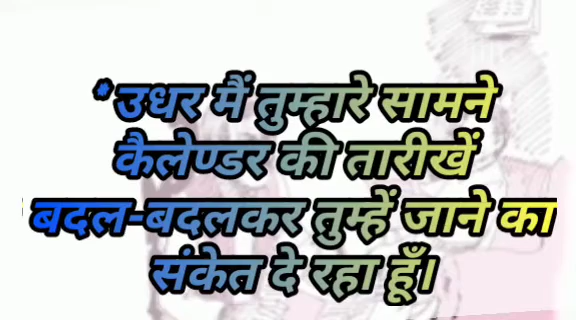 *उधर मैं तुम्हारे सामने
कैलेण्डर की तारीखें
बदल-बदलकर तुम्हें जाने का
संकेत दे रहा हूँ।